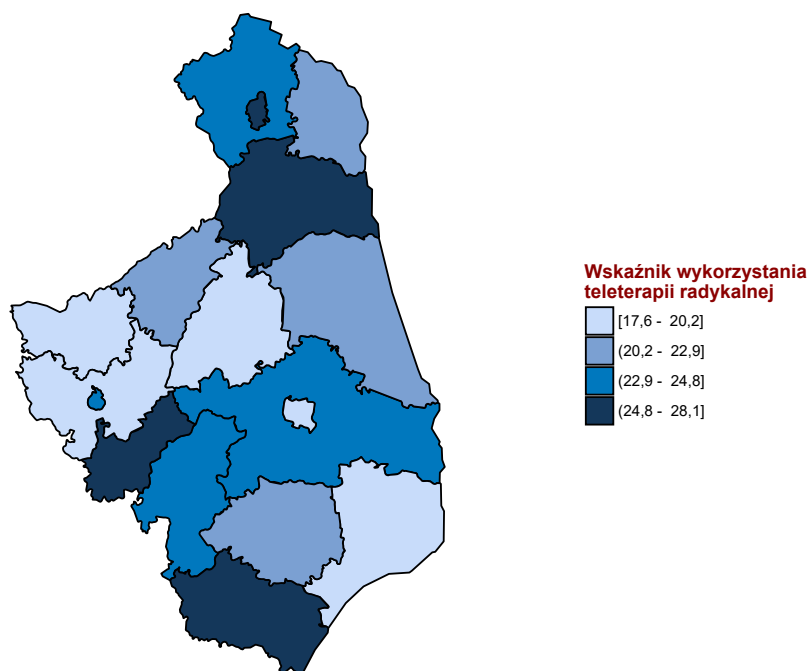 Wskaźnik wykorzystania
teleterapii radykalnej
[17,6 - 20,2]
(20,2 - 22,9]
(22,9 - 24,8]
(24,8 - 28,1]